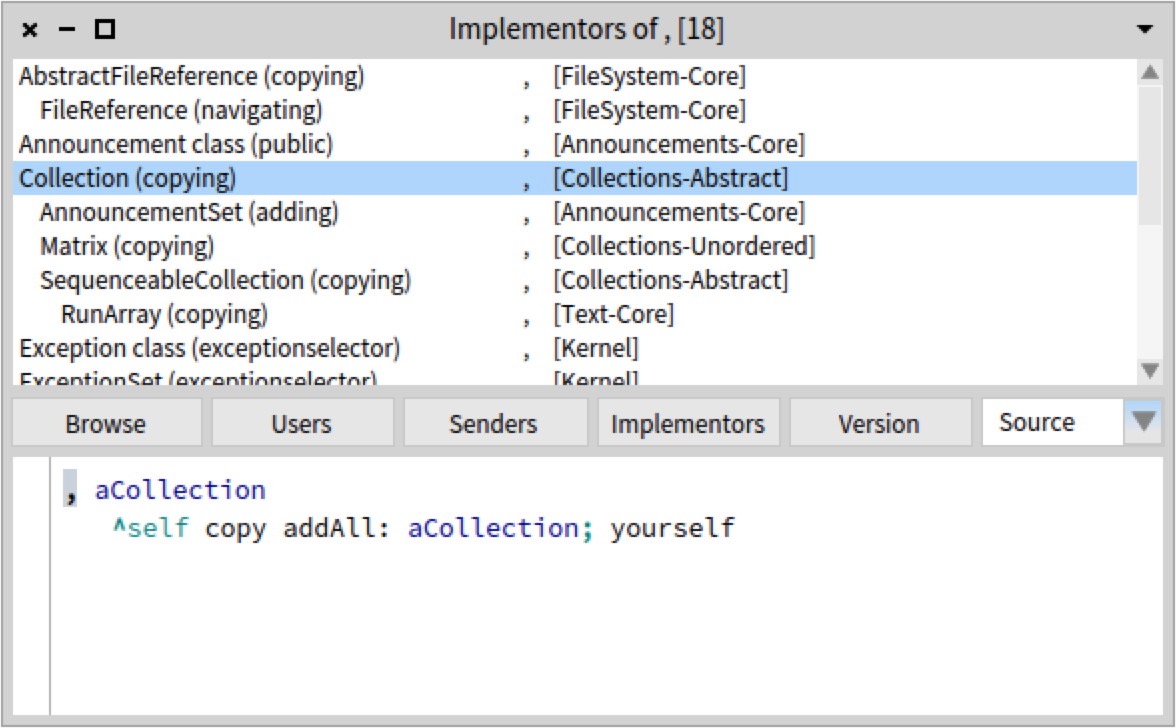 Implementors of , [18]
AbstractFileReference (copying) , [FileSystem-Core]
FileReference (navigating) , [FileSystem-Core]
Announcement class (public) , [Announcements-Core]
Collection (copying) , [Collections-Abstract]
AnnouncementSet (adding) , [Announcements-Core]
Matrix (copying) , [Collections-Unordered]
SequenceableCollection (copying) , [Collections-Abstract]
RunArray (copying) , [Text-Core]
Exception class (exceptionselector) , [Kernel]
ExceptionSet (exceptionselector) , [Kernel]
Browse Users Senders Implementors Version Source
, aCollection
^self copy addAll: aCollection; yourself